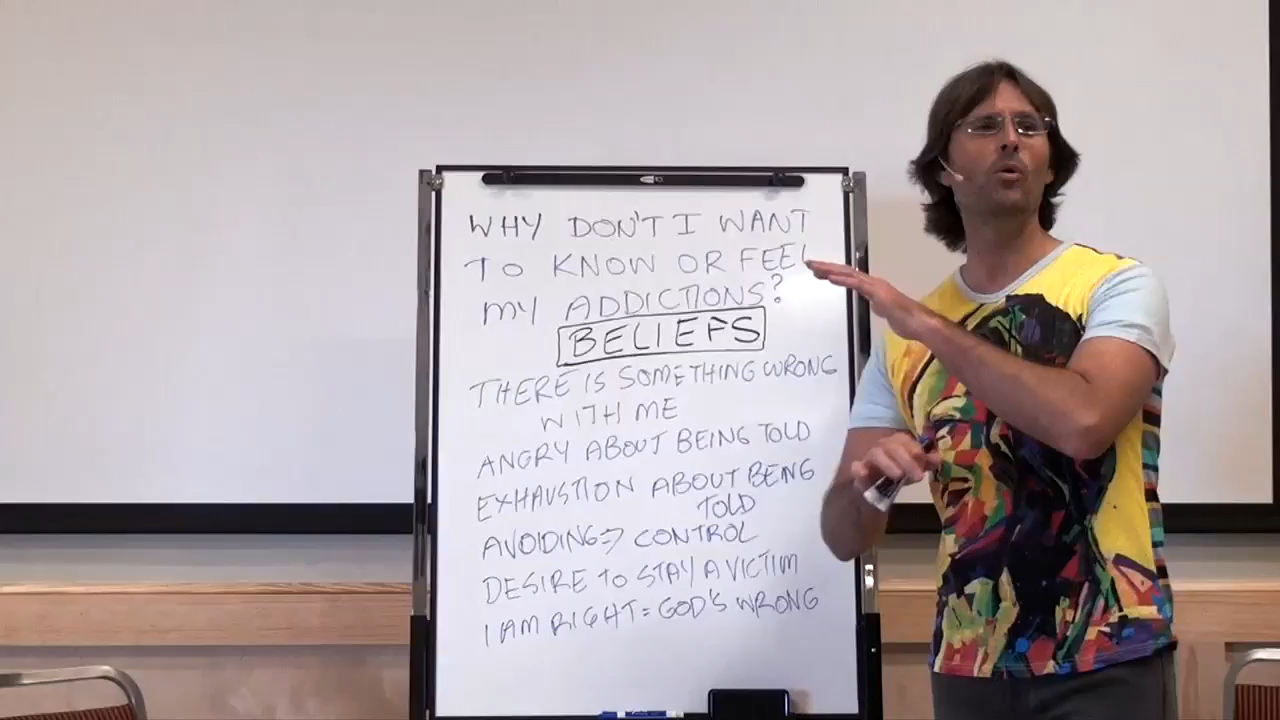 WHY DON'T I WANT
TO KNOW OR FEEL
MY ADDICTIONS?
BELIEFS
THERE IS SOMETHING WRONG
WITH ME
ANGRY ABOUT BEING TOLD
EXHAUSTION ABOUT BEING
TOLD
AVOIDING => CONTROL
DESIRE TO STAY A VICTIM
I AM RIGHT = GOD'S WRONG